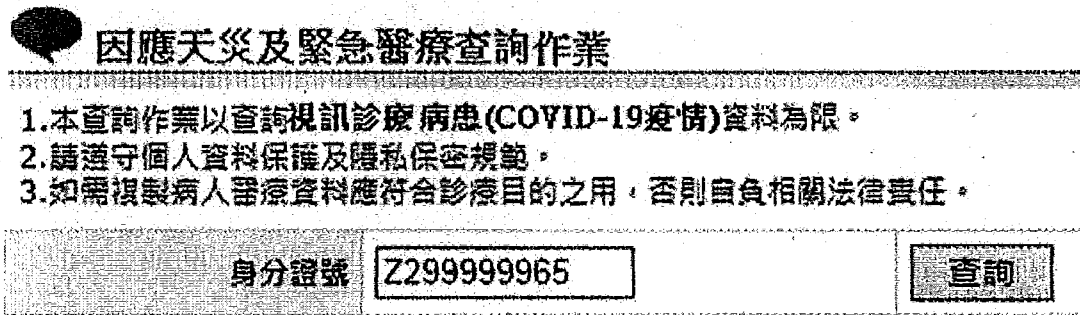 因應天災及緊急醫療查詢作業
1.本查詢作業以查詢視訊診療病患(COVID-19疫情)資料為限。
2.請遵守個人資料保護及隱私保密規範。
3.如需複製病人醫療資料應符合診療目的之用，否則自負相關法律責任。
身分證號 Z299999965 查詢